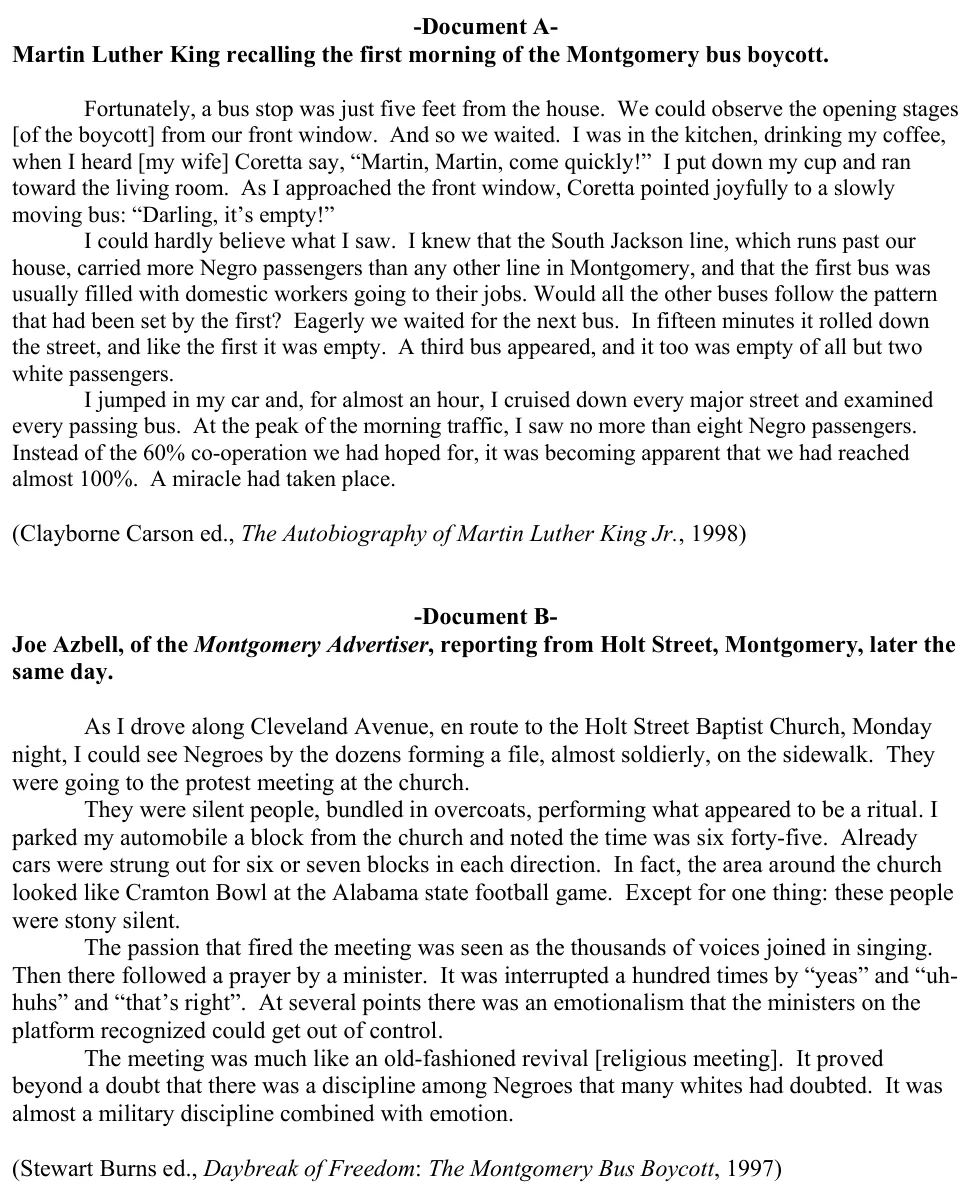 -Document A-
Martin Luther King recalling the first morning of the Montgomery bus boycott.
Fortunately, a bus stop was just five feet from the house.  We could observe the opening stages
[of the boycott] from our front window.  And so we waited.  I was in the kitchen, drinking my coffee,
when I heard [my wife] Coretta say, “Martin, Martin, come quickly!”  I put down my cup and ran
toward the living room.  As I approached the front window, Coretta pointed joyfully to a slowly
moving bus: “Darling, it’s empty!”
I could hardly believe what I saw.  I knew that the South Jackson line, which runs past our
house, carried more Negro passengers than any other line in Montgomery, and that the first bus was
usually filled with domestic workers going to their jobs. Would all the other buses follow the pattern
that had been set by the first?  Eagerly we waited for the next bus.  In fifteen minutes it rolled down
the street, and like the first it was empty.  A third bus appeared, and it too was empty of all but two
white passengers.
I jumped in my car and, for almost an hour, I cruised down every major street and examined
every passing bus.  At the peak of the morning traffic, I saw no more than eight Negro passengers.
Instead of the 60% co-operation we had hoped for, it was becoming apparent that we had reached
almost 100%.  A miracle had taken place.
(Clayborne Carson ed., The Autobiography of Martin Luther King Jr., 1998)
-Document B-
Joe Azbell, of the Montgomery Advertiser, reporting from Holt Street, Montgomery, later the
same day.
As I drove along Cleveland Avenue, en route to the Holt Street Baptist Church, Monday
night, I could see Negroes by the dozens forming a file, almost soldierly, on the sidewalk.  They
were going to the protest meeting at the church.
They were silent people, bundled in overcoats, performing what appeared to be a ritual. I
parked my automobile a block from the church and noted the time was six forty-five.  Already
cars were strung out for six or seven blocks in each direction.  In fact, the area around the church
looked like Cramton Bowl at the Alabama state football game.  Except for one thing: these people
were stony silent.
The passion that fired the meeting was seen as the thousands of voices joined in singing.
Then there followed a prayer by a minister.  It was interrupted a hundred times by “yeas” and “uh-
huhs” and “that’s right”.  At several points there was an emotionalism that the ministers on the
platform recognized could get out of control.
The meeting was much like an old-fashioned revival [religious meeting].  It proved
beyond a doubt that there was a discipline among Negroes that many whites had doubted.  It was
almost a military discipline combined with emotion.
(Stewart Burns ed., Daybreak of Freedom: The Montgomery Bus Boycott, 1997)